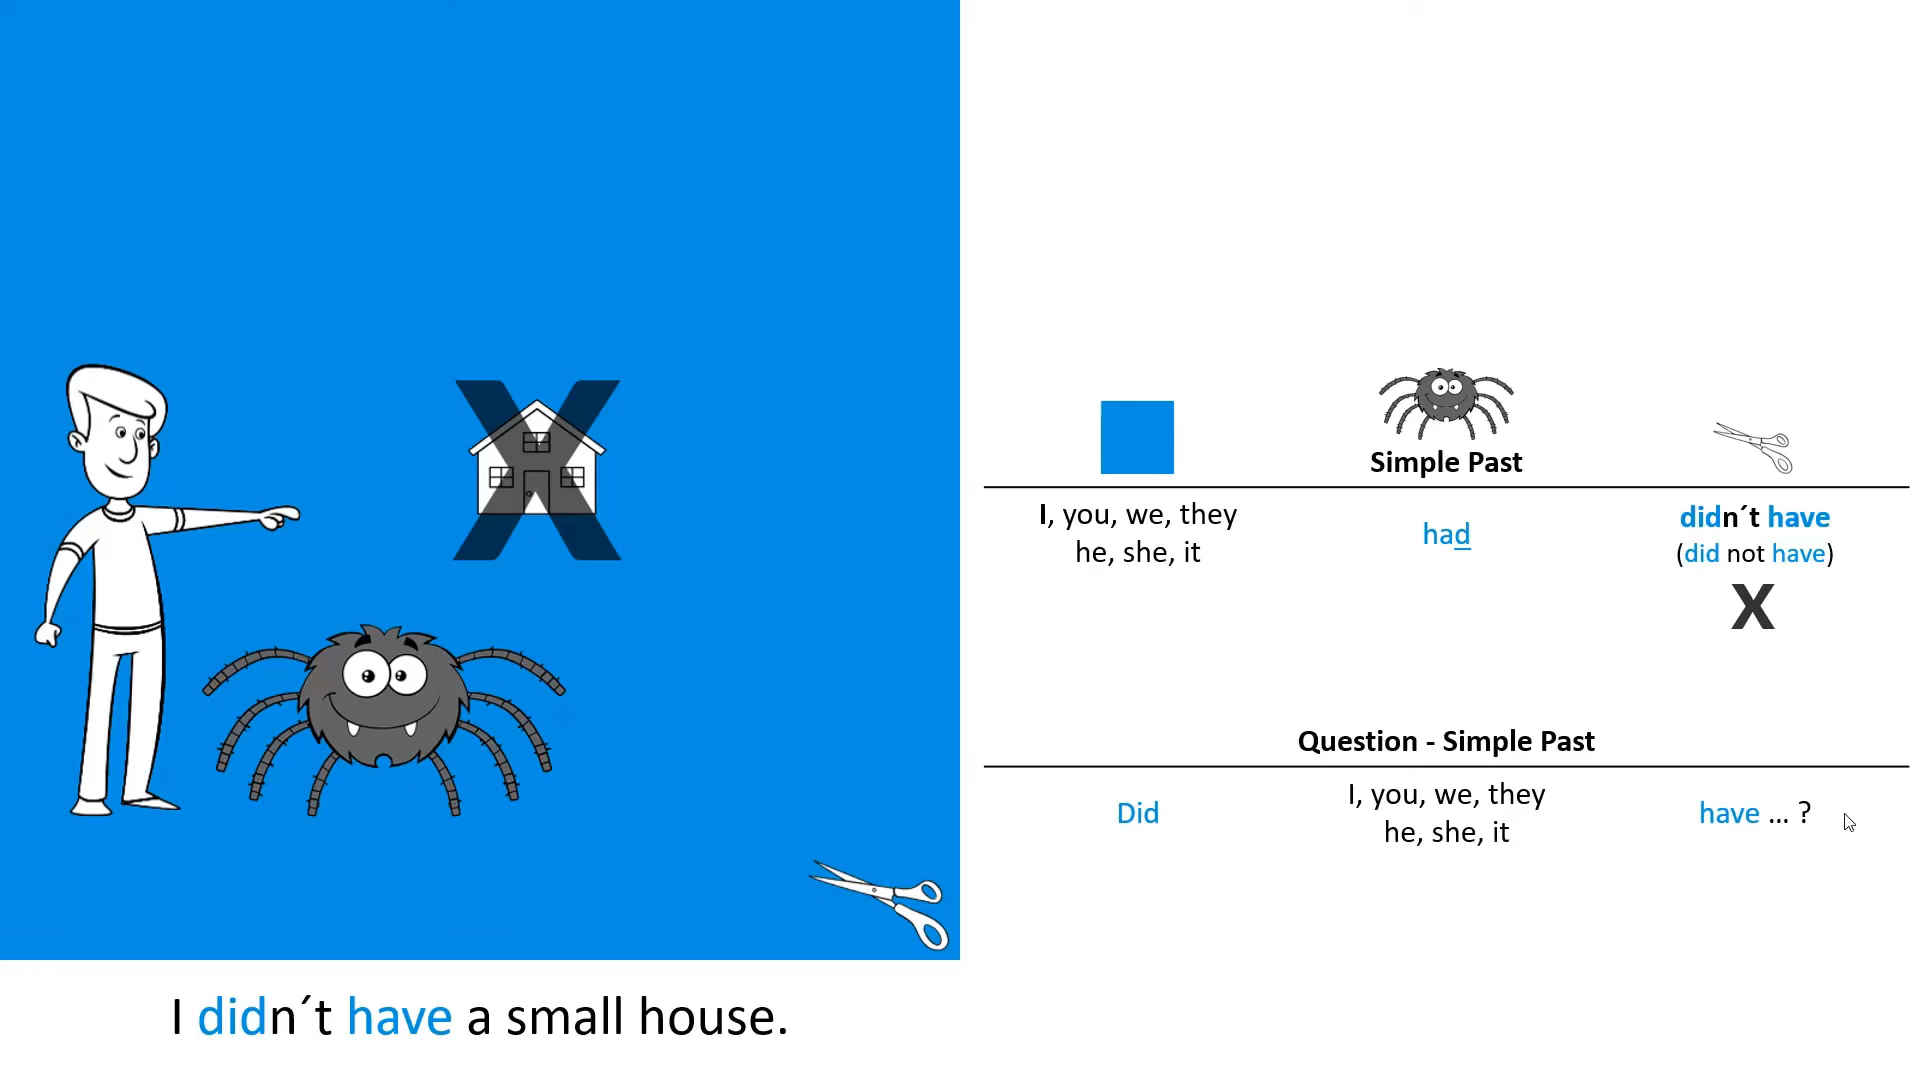 I didn´t have a small house.
Simple Past
I, you, we, they
he, she, it
had
didn´t have
(did not have)
X
Question - Simple Past
Did
I, you, we, they
he, she, it
have ... ?